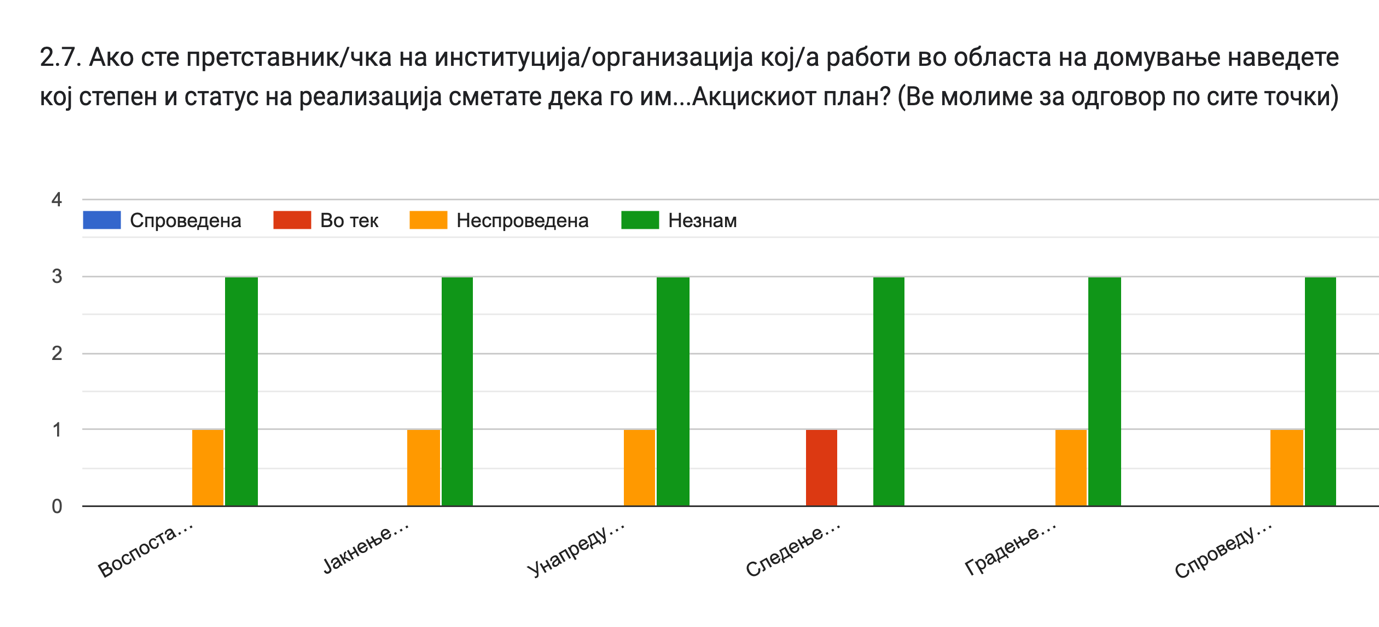 2.7. Ако сте претставник/чка на институција/организација кој/а работи во областа на домување наведете
кој степен и статус на реализација сметате дека го им...Акцискиот план? (Ве молиме за одговор по сите точки)
4
Спроведена Во тек Неспроведена Незнам
3
2
1
0
Воспоста... Јакнење... Унапреду... Следење... Градење... Спроведу...